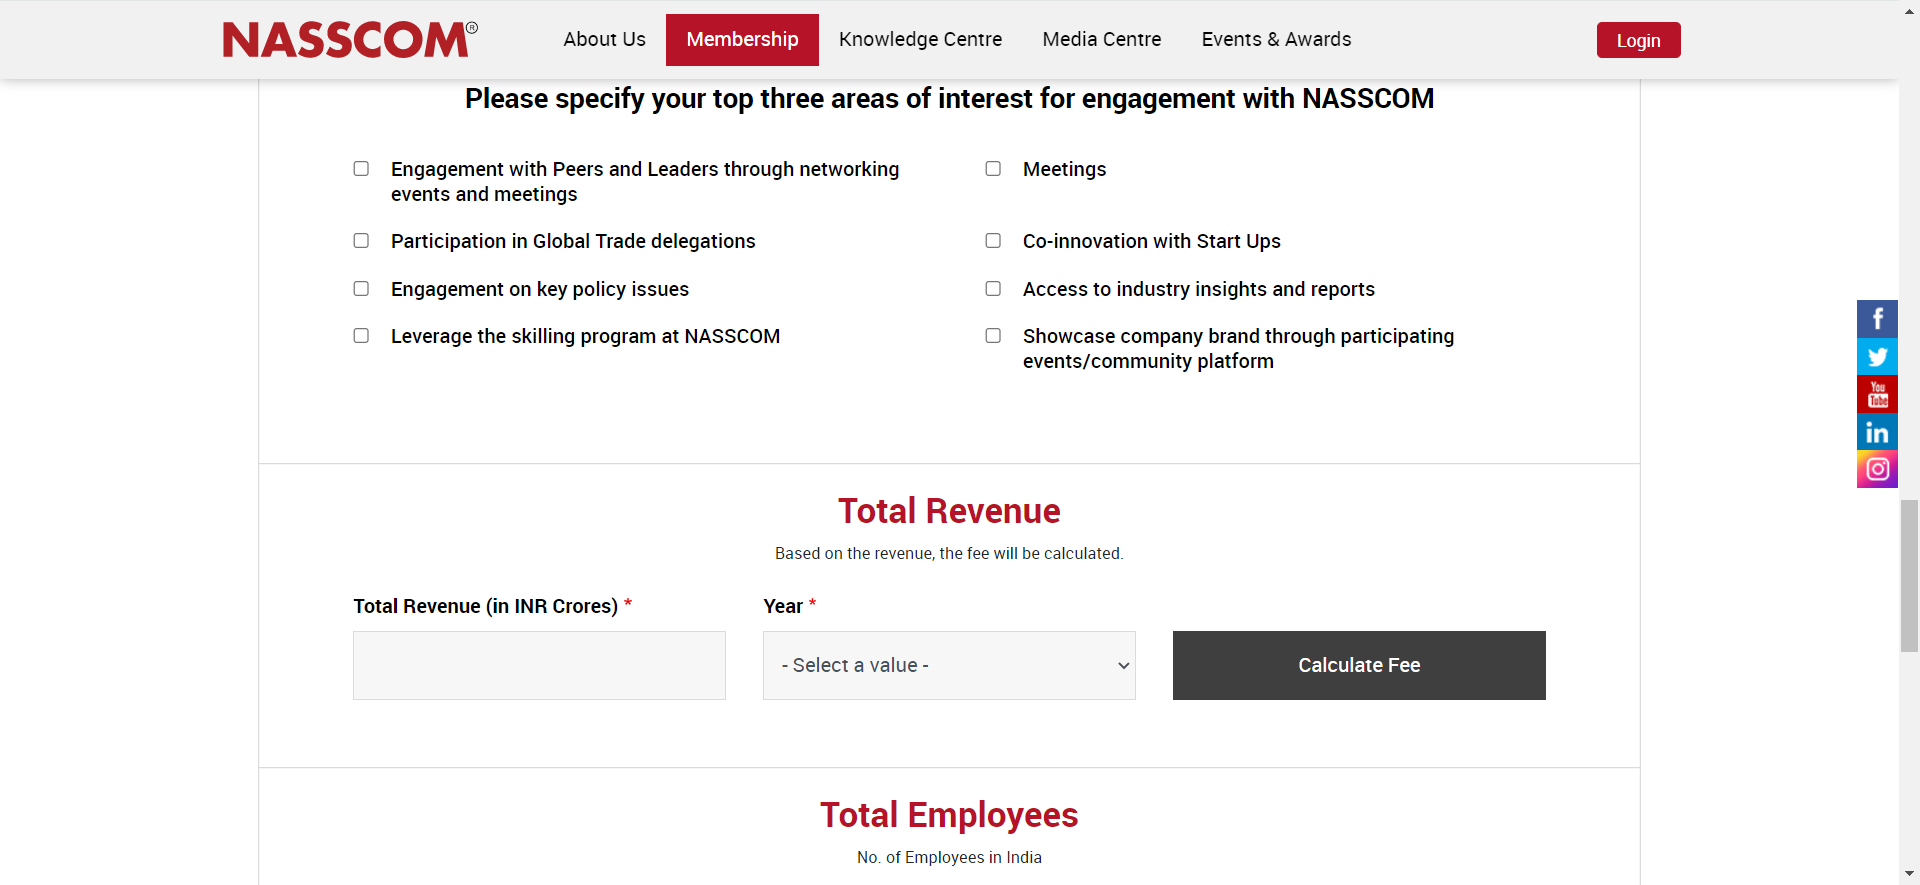 NASSCOM®
About Us
Membership
Knowledge Centre
Media Centre
Events & Awards
Login
Please specify your top three areas of interest for engagement with NASSCOM
Engagement with Peers and Leaders through networking
events and meetings
Meetings
Participation in Global Trade delegations
Co-innovation with Start Ups
Engagement on key policy issues
Access to industry insights and reports
Leverage the skilling program at NASSCOM
Showcase company brand through participating
events/community platform
f
You
Tube
in
Total Revenue
Based on the revenue, the fee will be calculated.
Total Revenue (in INR Crores) *
Year *
- Select a value -
Calculate Fee
Total Employees
No. of Employees in India